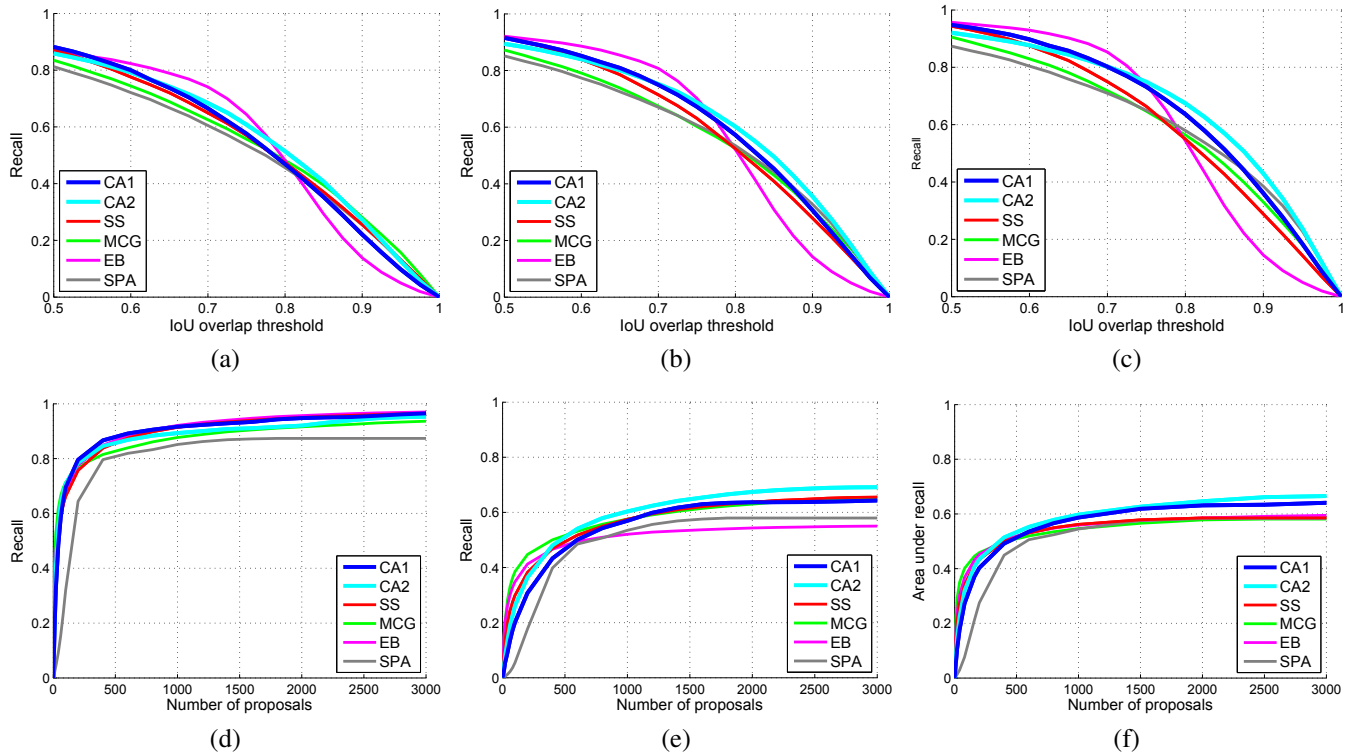 1
0.8
0.6
0.4
0.2
0
Recall
CA1
CA2
SS
MCG
EB
SPA
0.5 0.6 0.7 0.8 0.9 1
IoU overlap threshold
(a)
1
0.8
0.6
0.4
0.2
0
Recall
CA1
CA2
SS
MCG
EB
SPA
0.5 0.6 0.7 0.8 0.9 1
IoU overlap threshold
(b)
1
0.8
0.6
0.4
0.2
0
Recall
CA1
CA2
SS
MCG
EB
SPA
0.5 0.6 0.7 0.8 0.9 1
IoU overlap threshold
(c)
1
0.8
0.6
0.4
0.2
0
Recall
CA1
CA2
SS
MCG
EB
SPA
0 500 1000 1500 2000 2500 3000
Number of proposals
(d)
1
0.8
0.6
0.4
0.2
0
Recall
CA1
CA2
SS
MCG
EB
SPA
0 500 1000 1500 2000 2500 3000
Number of proposals
(e)
1
0.8
0.6
0.4
0.2
0
Area under recall
CA1
CA2
SS
MCG
EB
SPA
0 500 1000 1500 2000 2500 3000
Number of proposals
(f)